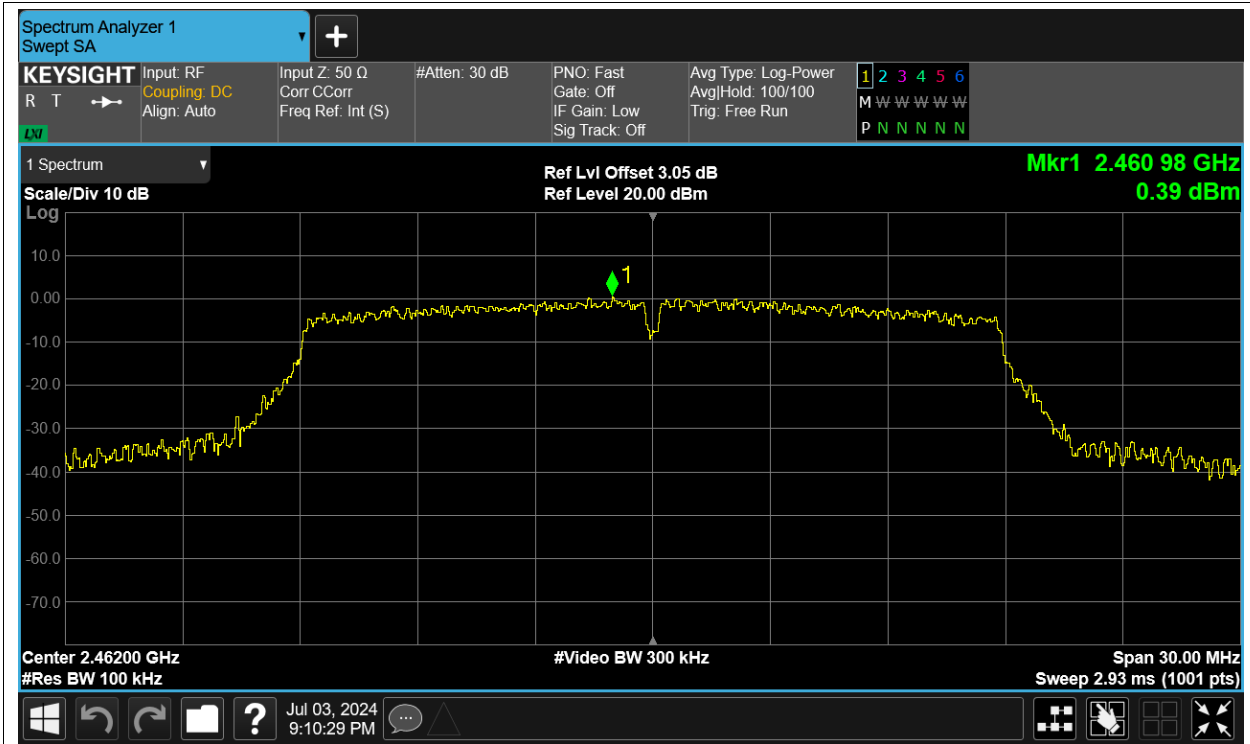 Spectrum Analyzer 1
Swept SA
+
KEYSIGHT
R T
LXI
Input: RF
Coupling: DC
Align: Auto
Input Z: 50 Ω
Corr CCorr
Freq Ref: Int (S)
#Atten: 30 dB
PNO: Fast
Gate: Off
IF Gain: Low
Sig Track: Off
Avg Type: Log-Power
Avg|Hold: 100/100
Trig: Free Run
1 2 3 4 5 6
M W W W W W
P N N N N N
1 Spectrum
Scale/Div 10 dB
Log
Ref Lvl Offset 3.05 dB
Ref Level 20.00 dBm
Mkr1 2.460 98 GHz
0.39 dBm
1
10.0
0.00
-10.0
-20.0
-30.0
-40.0
-50.0
-60.0
-70.0
Center 2.46200 GHz
#Video BW 300 kHz
Span 30.00 MHz
#Res BW 100 kHz
Sweep 2.93 ms (1001 pts)
?
Jul 03, 2024
9:10:29 PM